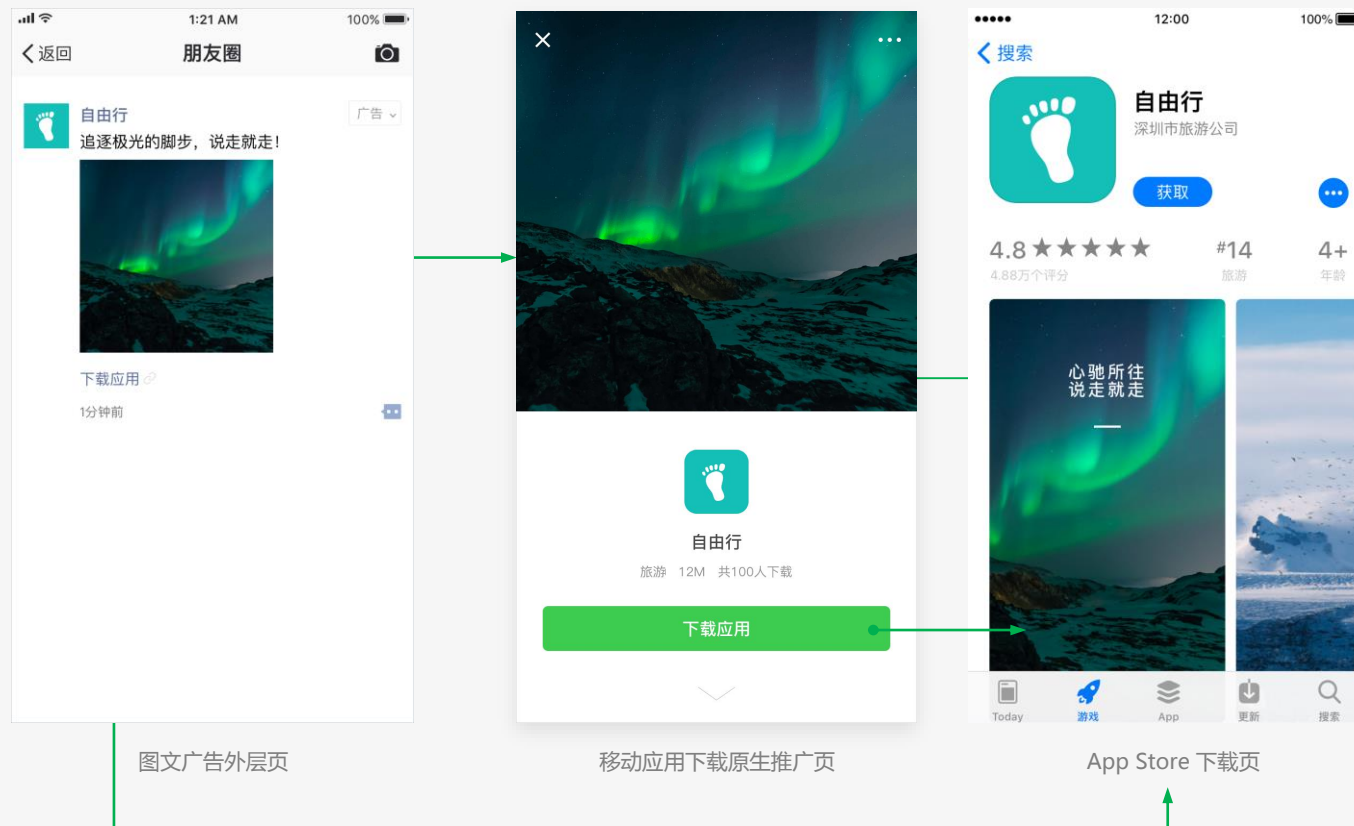 1:21 AM
100%
返回
朋友圈
自由行
广告
追逐极光的脚步，说走就走！
下载应用
1分钟前
图文广告外层页
自由行
旅游 12M 共100人下载
下载应用
移动应用下载原生推广页
12:00
100%
搜索
自由行
深圳市旅游公司
获取
4.8
#14
4+
4.88万个评分
旅游
年龄
心驰所往
说走就走
Today
游戏
App
更新
搜索
App Store 下载页